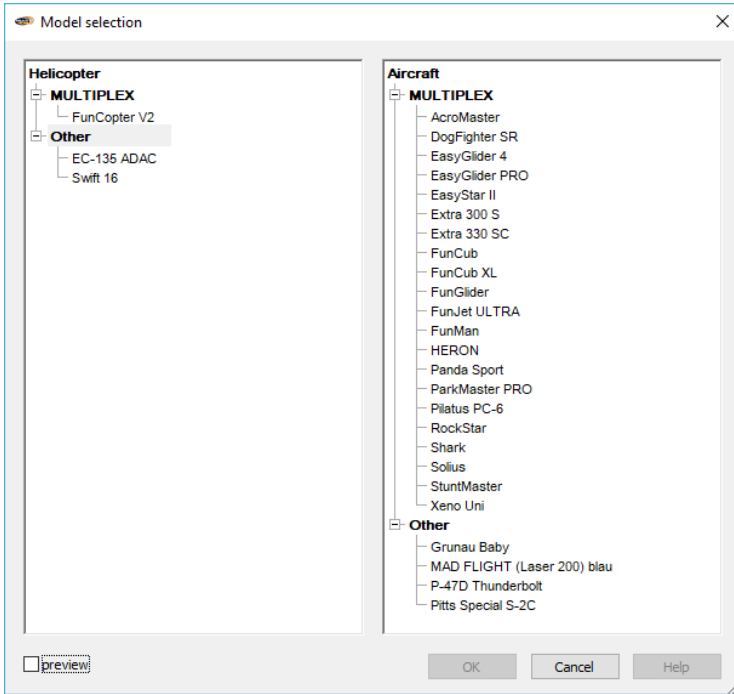 Model selection
Helicopter
MULTIPLEX
FunCopter V2
Other
EC-135 ADAC
Swift 16
Aircraft
MULTIPLEX
AcroMaster
DogFighter SR
EasyGlider 4
EasyGlider PRO
EasyStar II
Extra 300 S
Extra 330 SC
FunCub
FunCub XL
FunGlider
FunJet ULTRA
FunMan
HERON
Panda Sport
ParkMaster PRO
Pilatus PC-6
RockStar
Shark
Solius
StuntMaster
Xeno Uni
Other
Grunau Baby
MAD FLIGHT (Laser 200) blau
P-47D Thunderbolt
Pitts Special S-2C
preview
OK
Cancel
Help